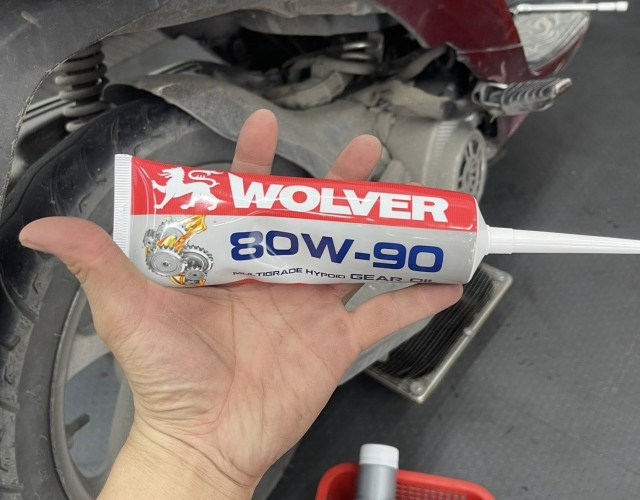 WOLVER
80W-90
MULTIGRADE HYPOID GEAR OIL